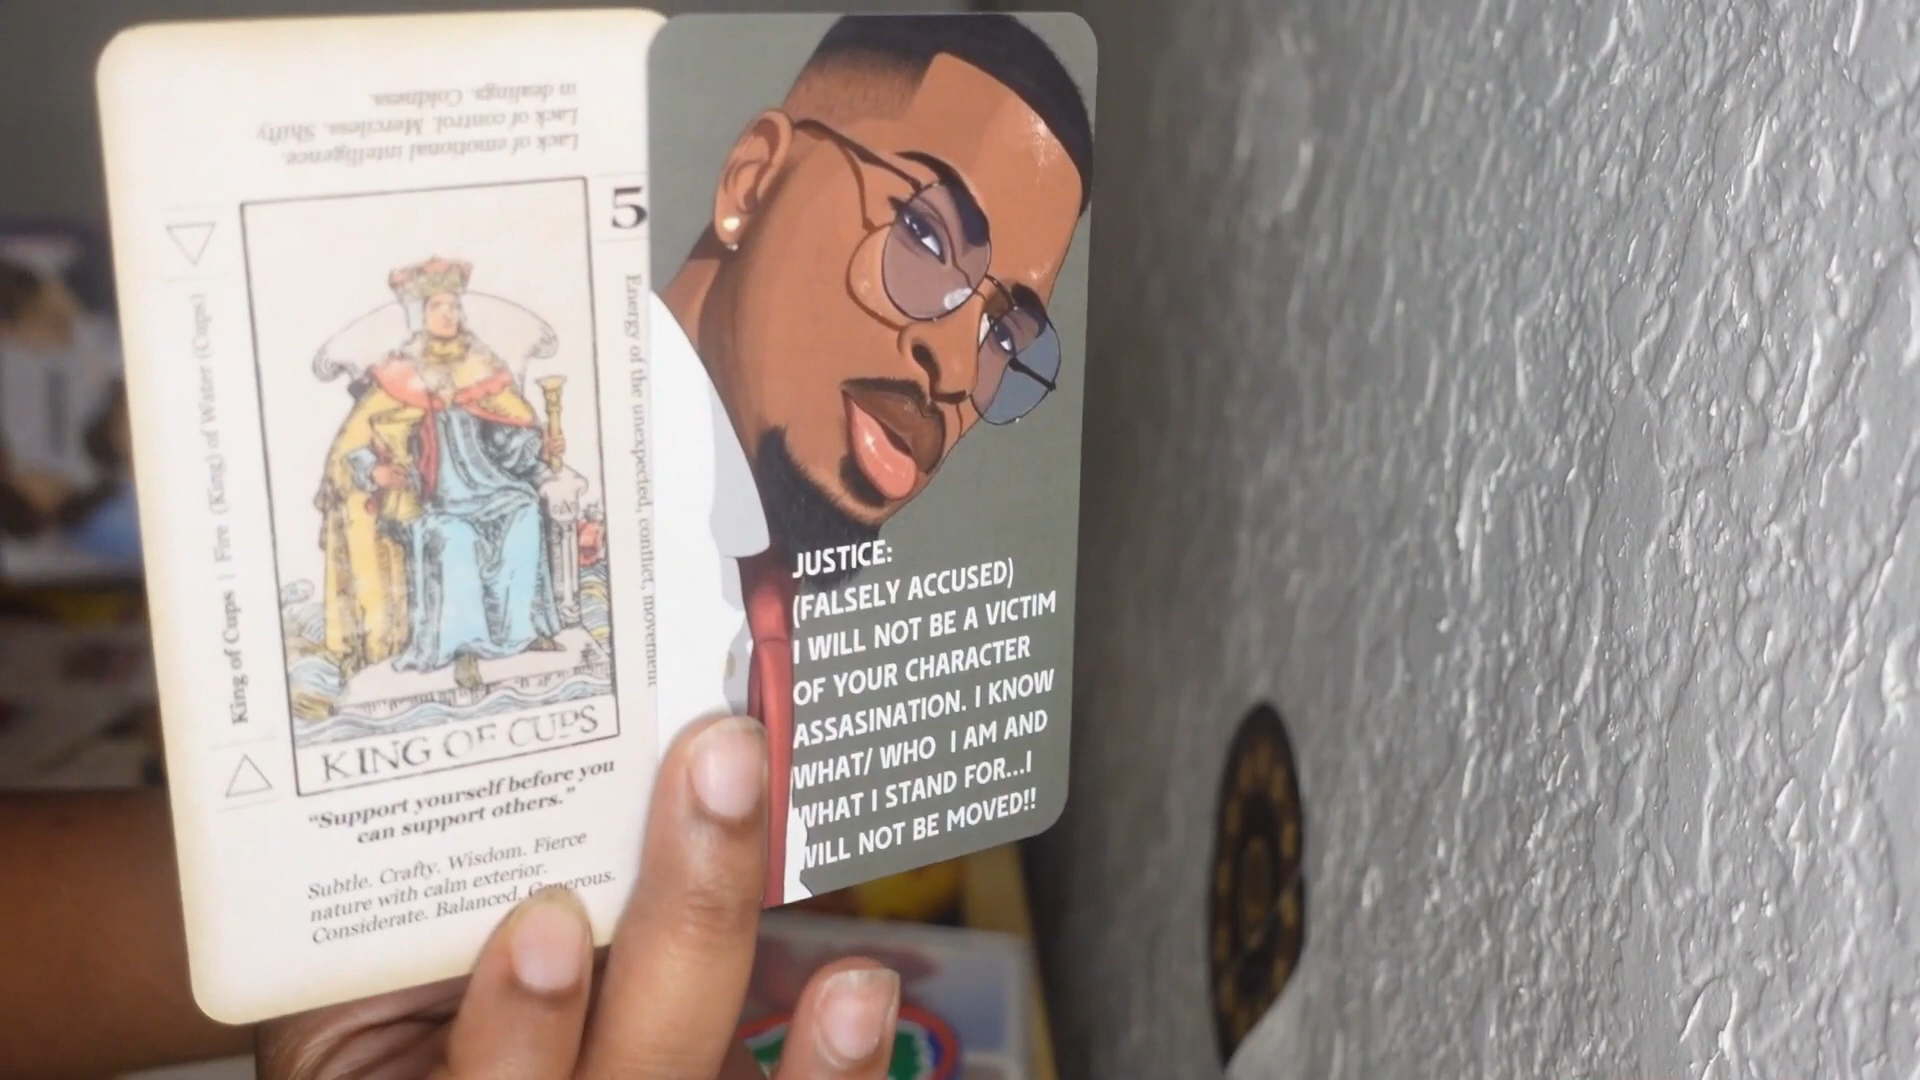 Lack of emotional intelligence.
Lack of control. Merciless. Shifty
in dealings. Coldness.
5
Energy of the unexpected, conflict, movement
King of Cups | Fire (King) of Water (Cups)
KING OF CUPS
"Support yourself before you
can support others."
Subtle. Crafty. Wisdom. Fierce
nature with calm exterior.
Considerate. Balanced. Generous.
JUSTICE:
(FALSELY ACCUSED)
I WILL NOT BE A VICTIM
OF YOUR CHARACTER
ASSASINATION. I KNOW
WHAT/ WHO I AM AND
WHAT I STAND FOR...I
WILL NOT BE MOVED!!